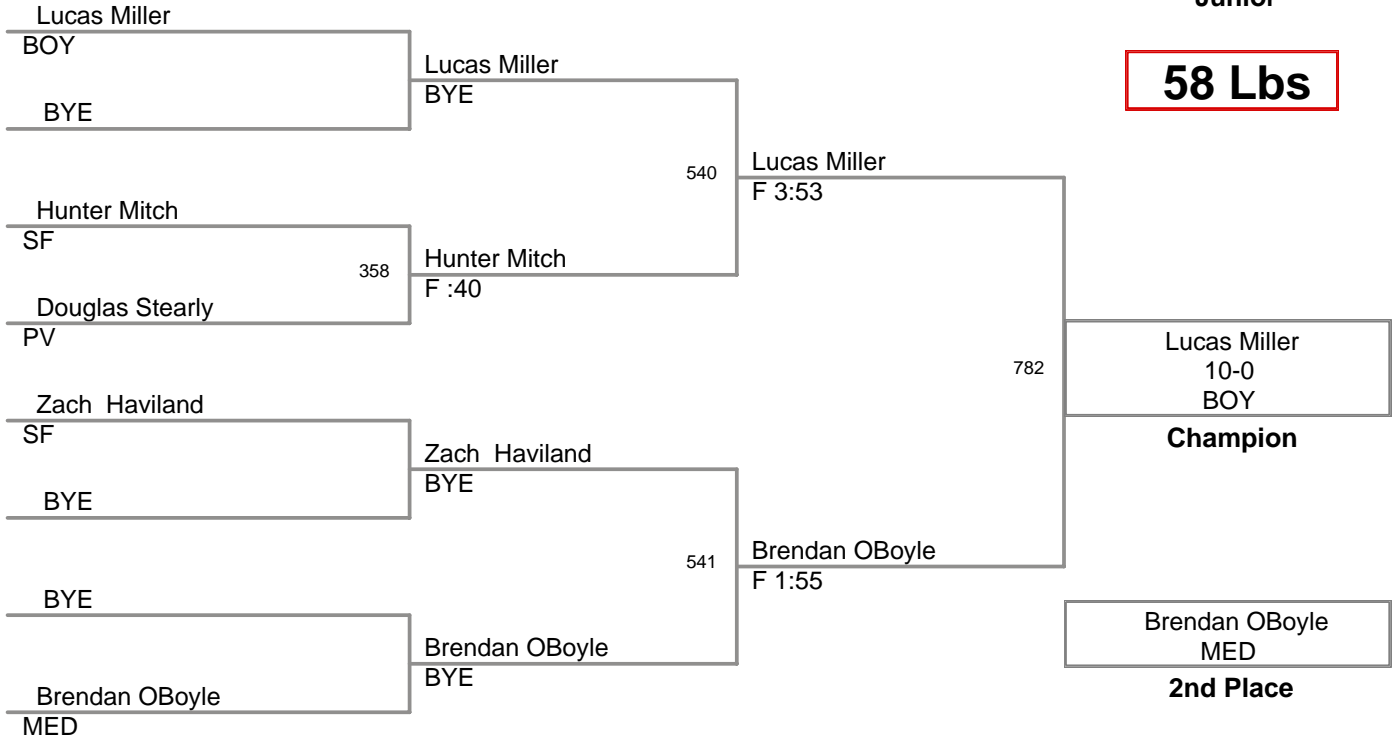 Junior
58 Lbs
Lucas Miller
BOY
BYE
Hunter Mitch
SF
358
Douglas Stearly
PV
Zach  Haviland
SF
BYE
BYE
Brendan OBoyle
MED
Lucas Miller
BYE
540
Hunter Mitch
F :40
Zach  Haviland
BYE
541
Brendan OBoyle
BYE
Lucas Miller
F 3:53
782
Brendan OBoyle
F 1:55
Lucas Miller
10-0
BOY
Champion
Brendan OBoyle
MED
2nd Place